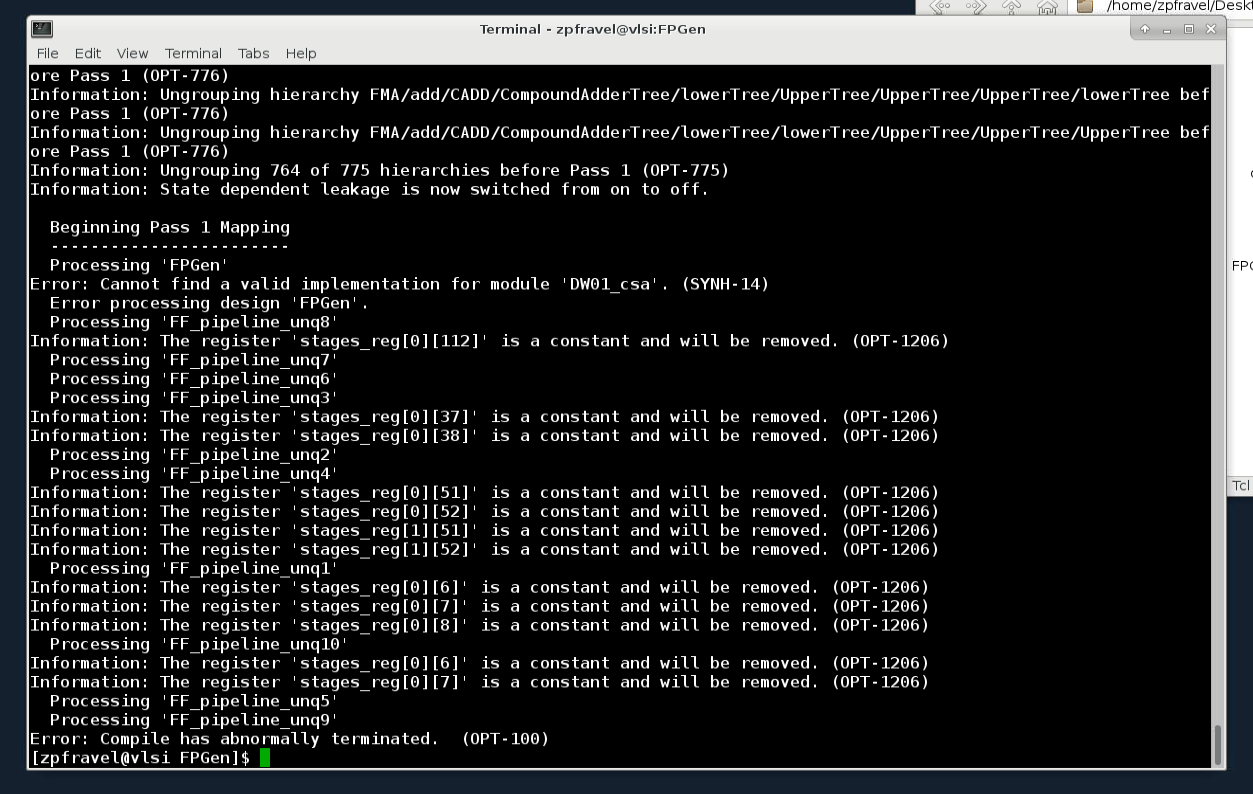 /home/zpfravel/Deskt
Terminal - zpfravel@vlsi:FPGen
File Edit View Terminal Tabs Help
ore Pass 1 (OPT-776)
Information: Ungrouping hierarchy FMA/add/CADD/CompoundAdderTree/lowerTree/UpperTree/UpperTree/UpperTree/lowerTree bef
ore Pass 1 (OPT-776)
Information: Ungrouping hierarchy FMA/add/CADD/CompoundAdderTree/lowerTree/lowerTree/UpperTree/UpperTree/UpperTree bef
ore Pass 1 (OPT-776)
Information: Ungrouping 764 of 775 hierarchies before Pass 1 (OPT-775)
Information: State dependent leakage is now switched from on to off.
Beginning Pass 1 Mapping
------------------------
Processing 'FPGen'
Error: Cannot find a valid implementation for module 'DW01_csa'. (SYNH-14)
Error processing design 'FPGen'.
Processing 'FF_pipeline_unq8'
Information: The register 'stages_reg[0][112]' is a constant and will be removed. (OPT-1206)
Processing 'FF_pipeline_unq7'
Processing 'FF_pipeline_unq6'
Processing 'FF_pipeline_unq3'
Information: The register 'stages_reg[0][37]' is a constant and will be removed. (OPT-1206)
Information: The register 'stages_reg[0][38]' is a constant and will be removed. (OPT-1206)
Processing 'FF_pipeline_unq2'
Processing 'FF_pipeline_unq4'
Information: The register 'stages_reg[0][51]' is a constant and will be removed. (OPT-1206)
Information: The register 'stages_reg[0][52]' is a constant and will be removed. (OPT-1206)
Information: The register 'stages_reg[1][51]' is a constant and will be removed. (OPT-1206)
Information: The register 'stages_reg[1][52]' is a constant and will be removed. (OPT-1206)
Processing 'FF_pipeline_unq1'
Information: The register 'stages_reg[0][6]' is a constant and will be removed. (OPT-1206)
Information: The register 'stages_reg[0][7]' is a constant and will be removed. (OPT-1206)
Information: The register 'stages_reg[0][8]' is a constant and will be removed. (OPT-1206)
Processing 'FF_pipeline_unq10'
Information: The register 'stages_reg[0][6]' is a constant and will be removed. (OPT-1206)
Information: The register 'stages_reg[0][7]' is a constant and will be removed. (OPT-1206)
Processing 'FF_pipeline_unq5'
Processing 'FF_pipeline_unq9'
Error: Compile has abnormally terminated. (OPT-100)
[zpfravel@vlsi FPGen]$
FPG
Tcl